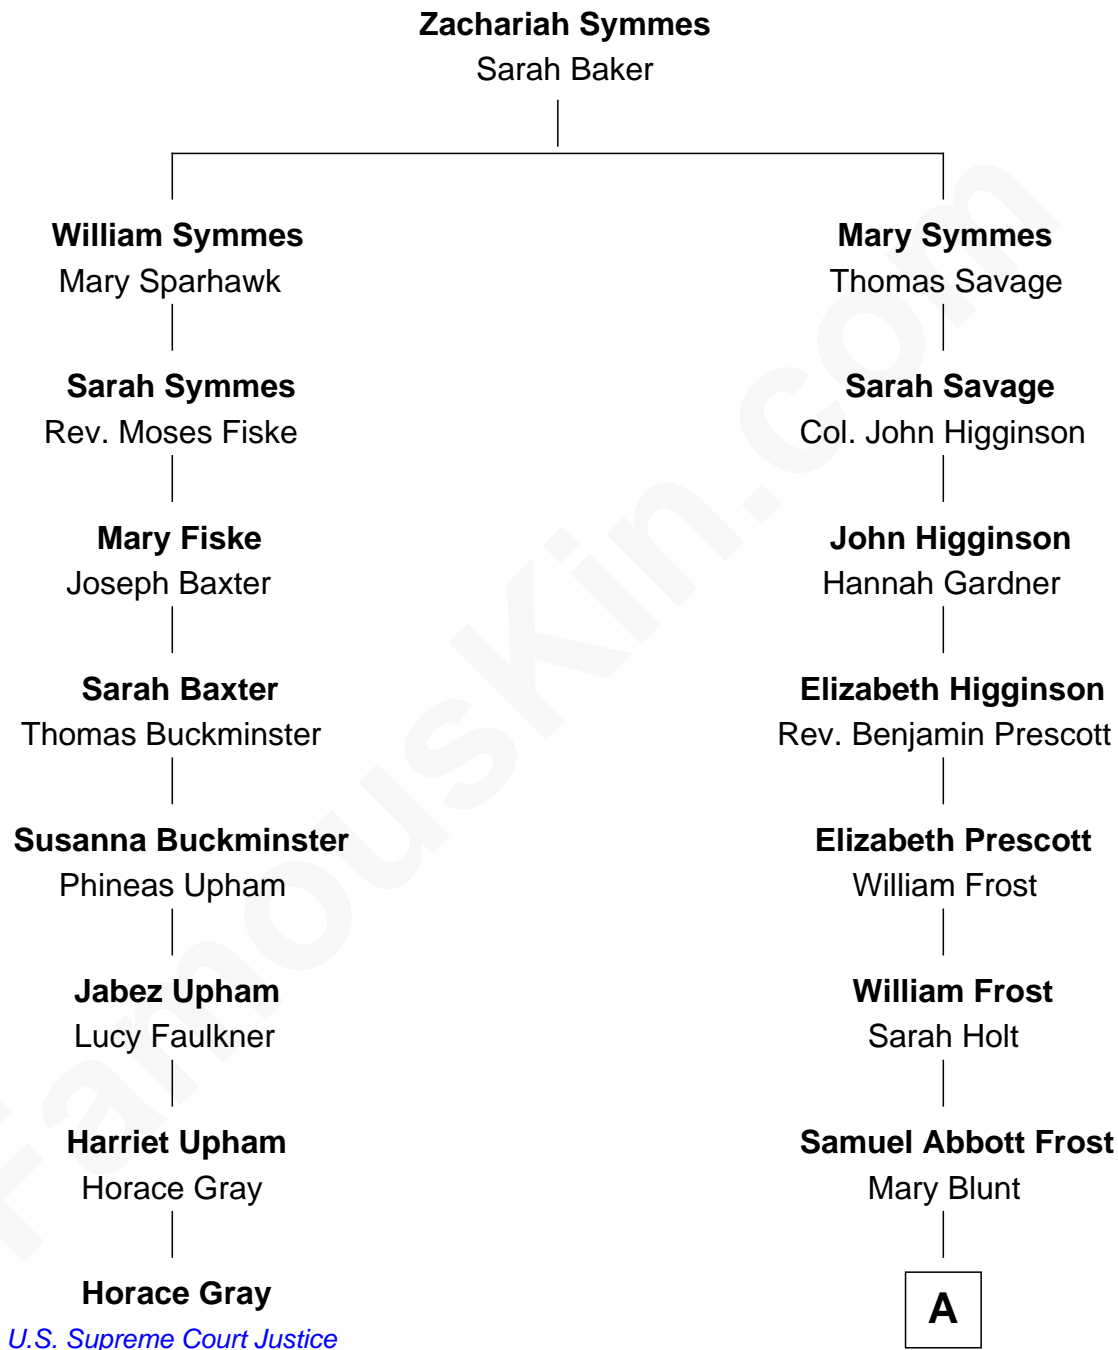 Zachariah Symmes
Sarah Baker
William Symmes
Mary Sparhawk
Mary Symmes
Thomas Savage
Sarah Symmes
Rev. Moses Fiske
Sarah Savage
Col. John Higginson
Mary Fiske
Joseph Baxter
John Higginson
Hannah Gardner
Sarah Baxter
Thomas Buckminster
Elizabeth Higginson
Rev. Benjamin Prescott
Susanna Buckminster
Phineas Upham
Elizabeth Prescott
William Frost
Jabez Upham
Lucy Faulkner
William Frost
Sarah Holt
Harriet Upham
Horace Gray
Samuel Abbott Frost
Mary Blunt
Horace Gray
U.S. Supreme Court Justice
A
FamousKin.com